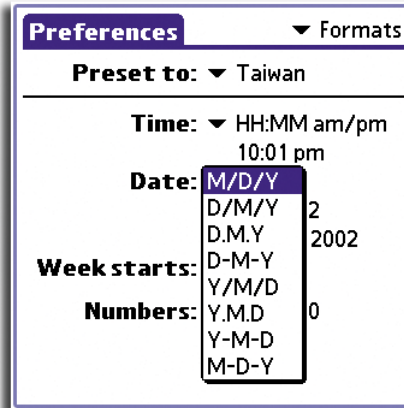 Preferences ▼ Formats
Preset to: ▼ Taiwan
Time: ▼ HH:MM am/pm
10:01 pm
Date: M/D/Y
D/M/Y 2
D.M.Y 2002
D-M-Y
Week starts:
Y/M/D
Numbers: Y.M.D 0
Y-M-D
M-D-Y